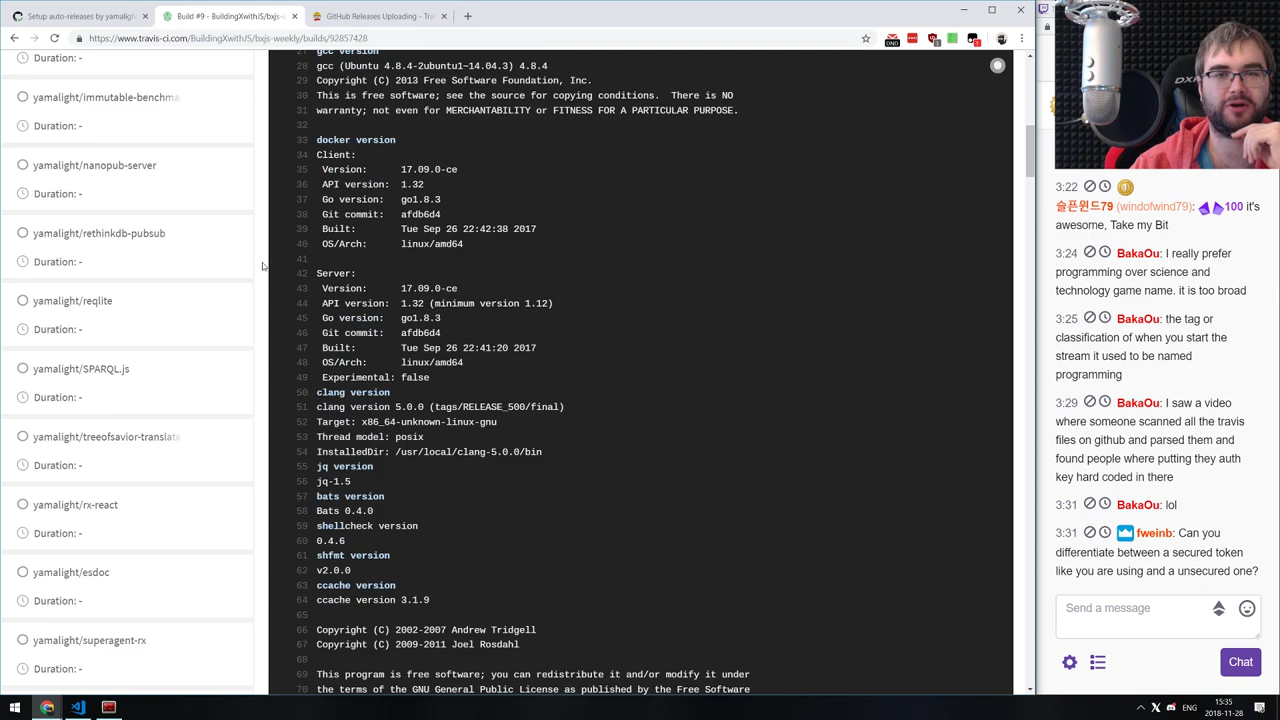 Setup auto-releases by yamalight
Build #9 - BuildingXwithJS/bxjs-
GitHub Releases Uploading - Tra
https://www.travis-ci.com/BuildingXwithJS/bxjs-weekly/builds/92857428
Duration: -
yamalight/immutable-benchma
Duration: -
yamalight/nanopub-server
Duration: -
yamalight/rethinkdb-pubsub
Duration: -
yamalight/reqlite
Duration: -
yamalight/SPARQL.js
Duration: -
yamalight/treeofsavior-translate
Duration: -
yamalight/rx-react
Duration: -
yamalight/esdoc
Duration: -
yamalight/superagent-rx
Duration: -
27 gcc version
28 gcc (Ubuntu 4.8.4-2ubuntu1~14.04.3) 4.8.4
29 Copyright (C) 2013 Free Software Foundation, Inc.
30 This is free software; see the source for copying conditions.  There is NO
31 warranty; not even for MERCHANTABILITY or FITNESS FOR A PARTICULAR PURPOSE.
32
33 docker version
34 Client:
35 Version:      17.09.0-ce
36 API version:  1.32
37 Go version:   go1.8.3
38 Git commit:   afdb6d4
39 Built:        Tue Sep 26 22:42:38 2017
40 OS/Arch:      linux/amd64
41
42 Server:
43 Version:      17.09.0-ce
44 API version:  1.32 (minimum version 1.12)
45 Go version:   go1.8.3
46 Git commit:   afdb6d4
47 Built:        Tue Sep 26 22:41:20 2017
48 OS/Arch:      linux/amd64
49 Experimental: false
50 clang version
51 clang version 5.0.0 (tags/RELEASE_500/final)
52 Target: x86_64-unknown-linux-gnu
53 Thread model: posix
54 InstalledDir: /usr/local/clang-5.0.0/bin
55 jq version
56 jq-1.5
57 bats version
58 Bats 0.4.0
59 shellcheck version
60 0.4.6
61 shfmt version
62 v2.0.0
63 ccache version
64 ccache version 3.1.9
65
66 Copyright (C) 2002-2007 Andrew Tridgell
67 Copyright (C) 2009-2011 Joel Rosdahl
68
69 This program is free software; you can redistribute it and/or modify it under
70 the terms of the GNU General Public License as published by the Free Software
3:22
슬픈윈드79 (windofwind79): 100 it's
awesome, Take my Bit
3:24 BakaOu: I really prefer
programming over science and
technology game name. it is too broad
3:25 BakaOu: the tag or
classification of when you start the
stream it used to be named
programming
3:29 BakaOu: I saw a video
where someone scanned all the travis
files on github and parsed them and
found people where putting they auth
key hard coded in there
3:31 BakaOu: lol
3:31 fweinb: Can you
differentiate between a secured token
like you are using and a unsecured one?
Send a message
Chat
ENG
15:35
2018-11-28